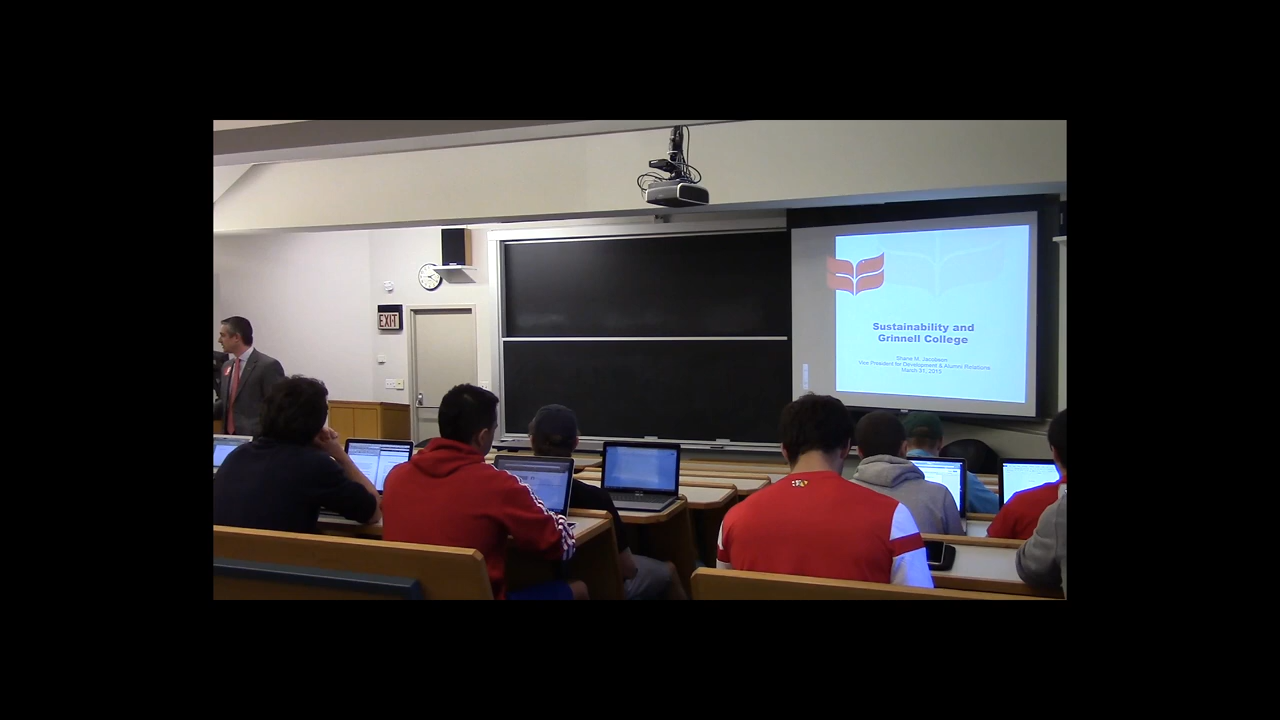 EXIT
Sustainability and
Grinnell College
Shane M. Jacobson
Vice President for Development & Alumni Relations
March 31, 2015